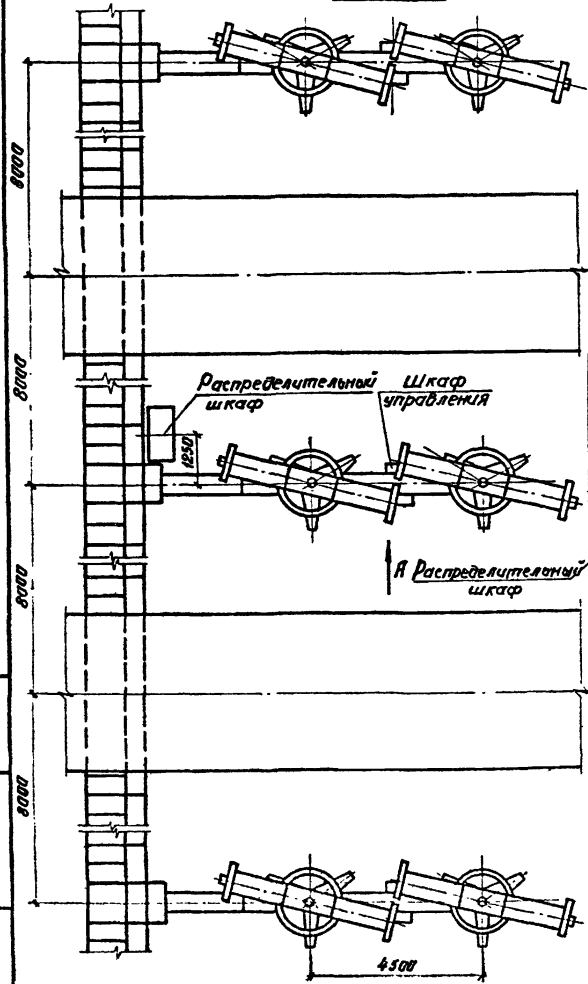 8000
8000
Распределительный
шкаф
Шкаф
управления
1250
8000
А Распределительный
шкаф
8000
4500